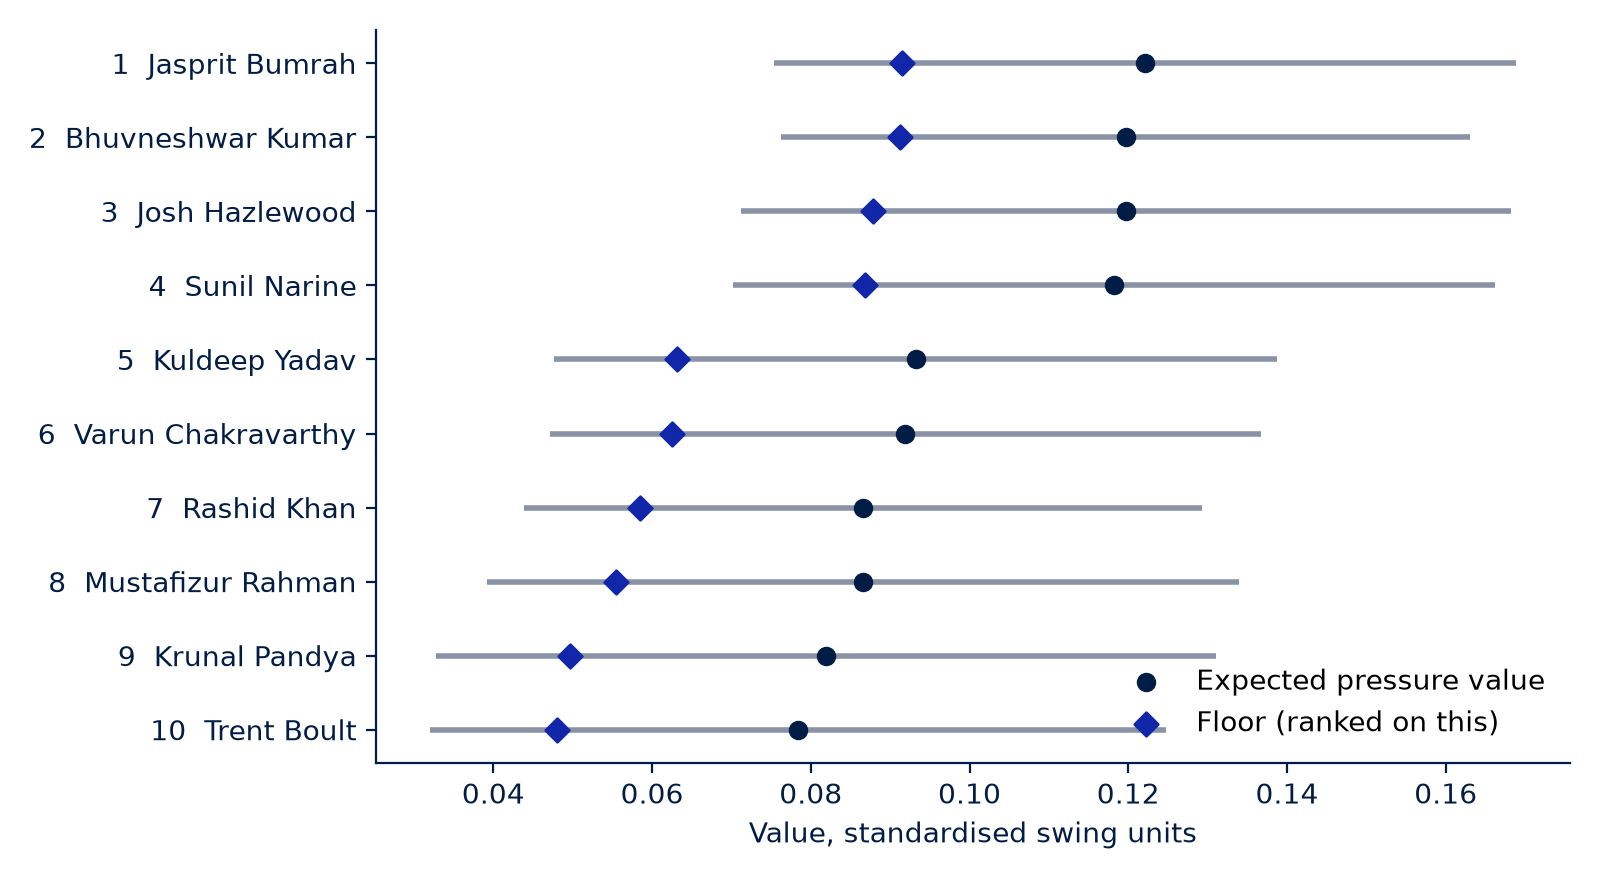 1 Jasprit Bumrah
2 Bhuvneshwar Kumar
3 Josh Hazlewood
4 Sunil Narine
5 Kuldeep Yadav
6 Varun Chakravarthy
7 Rashid Khan
8 Mustafizur Rahman
9 Krunal Pandya
10 Trent Boult
Expected pressure value
Floor (ranked on this)
0.04 0.06 0.08 0.10 0.12 0.14 0.16
Value, standardised swing units